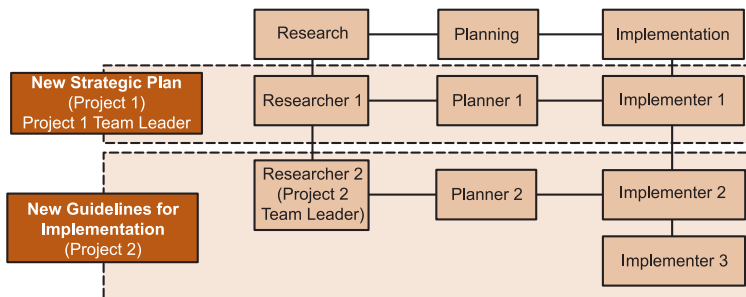 Research
Planning
Implementation
New Strategic Plan
(Project 1)
Project 1 Team Leader
Researcher 1
Planner 1
Implementer 1
New Guidelines for
Implementation
(Project 2)
Researcher 2
(Project 2
Team Leader)
Planner 2
Implementer 2
Implementer 3